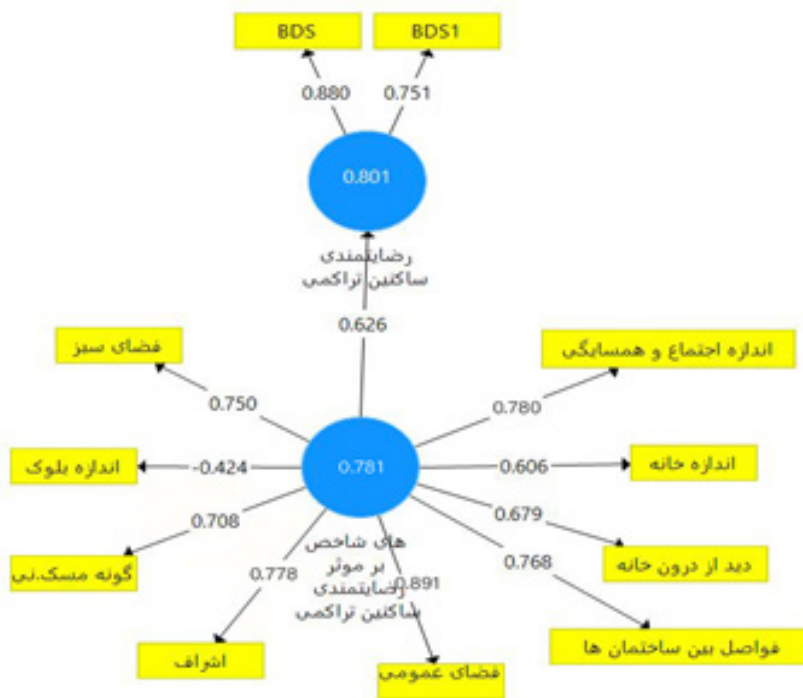 BDS
BDS1
0.880
0.751
0.801
رضایتمندی
ساکنین تراکمی
0.626
فضای سبز
اندازه اجتماع و همسایگی
0.750
0.780
اندازه بلوک
-0.424
0.781
0.606
اندازه خانه
0.708
0.679
گونه مسک.نی
های شاخص
بر موثر
رضایتمندی
ساکنین تراکمی
0.778
0.891
0.768
دید از درون خانه
اشراف
فضای عمومی
فواصل بین ساختمان ها